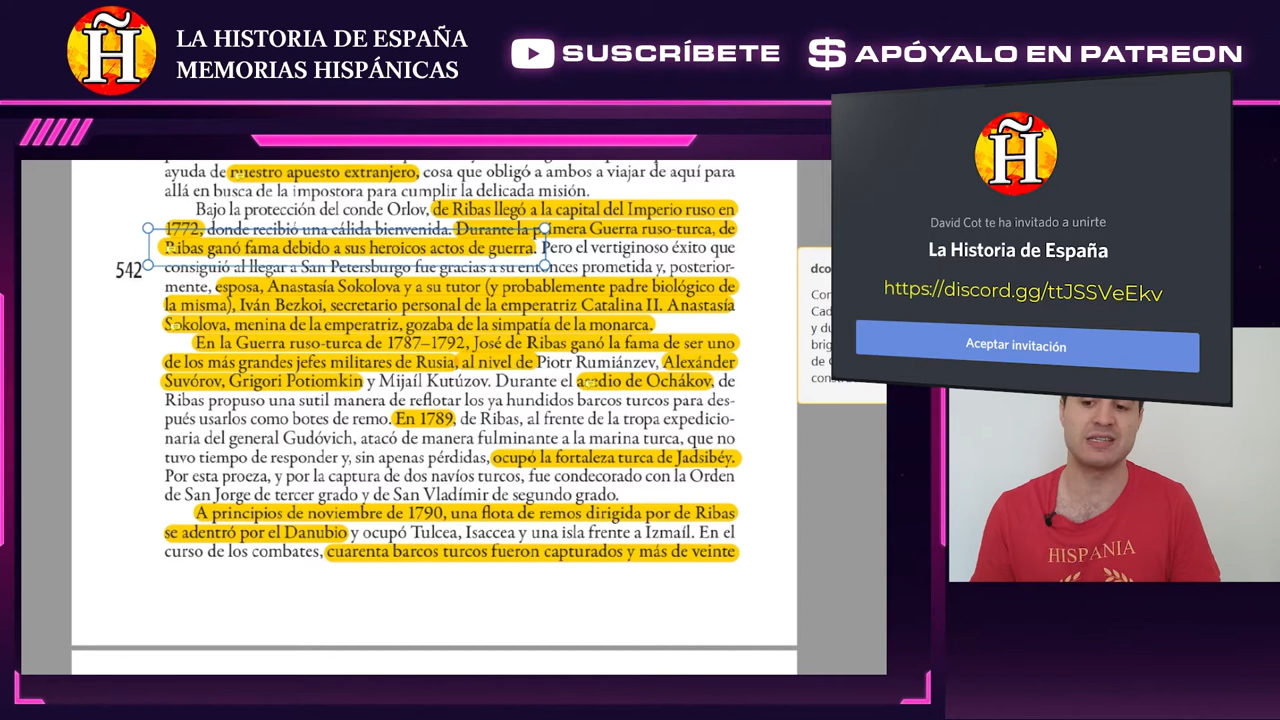 Ñ
LA HISTORIA DE ESPAÑA
MEMORIAS HISPÁNICAS
SUSCRÍBETE
$ APÓYALO EN PATREON
ayuda de nuestro apuesto extranjero, cosa que obligó a ambos a viajar de aquí para
allá en busca de la impostora para cumplir la delicada misión.
Bajo la protección del conde Orlov, de Ribas llegó a la capital del Imperio ruso en
1772, donde recibió una cálida bienvenida. Durante la primera Guerra ruso-turca, de
Ribas ganó fama debido a sus heroicos actos de guerra. Pero el vertiginoso éxito que
consiguió al llegar a San Petersburgo fue gracias a su entonces prometida y, posterior-
mente, esposa, Anastasía Sokolova y a su tutor (y probablemente padre biológico de
la misma), Iván Bezkoi, secretario personal de la emperatriz Catalina II. Anastasía
Sokolova, menina de la emperatriz, gozaba de la simpatía de la monarca.
En la Guerra ruso-turca de 1787–1792, José de Ribas ganó la fama de ser uno
de los más grandes jefes militares de Rusia, al nivel de Piotr Rumiánzev, Alexánder
Suvórov, Grigori Potiomkin y Mijaíl Kutúzov. Durante el asedio de Ochákov, de
Ribas propuso una sutil manera de reflotar los ya hundidos barcos turcos para des-
pués usarlos como botes de remo. En 1789, de Ribas, al frente de la tropa expedicio-
naria del general Gudóvich, atacó de manera fulminante a la marina turca, que no
tuvo tiempo de responder y, sin apenas pérdidas, ocupó la fortaleza turca de Jadsibéy.
Por esta proeza, y por la captura de dos navíos turcos, fue condecorado con la Orden
de San Jorge de tercer grado y de San Vladímir de segundo grado.
A principios de noviembre de 1790, una flota de remos dirigida por de Ribas
se adentró por el Danubio y ocupó Tulcea, Isaccea y una isla frente a Izmaíl. En el
curso de los combates, cuarenta barcos turcos fueron capturados y más de veinte
542
dco
Con
Cad
y du
brig
de C
cons
Ñ
David Cot te ha invitado a unirte
La Historia de España
https://discord.gg/ttJSSVeEkv
Aceptar invitación
HISPANIA